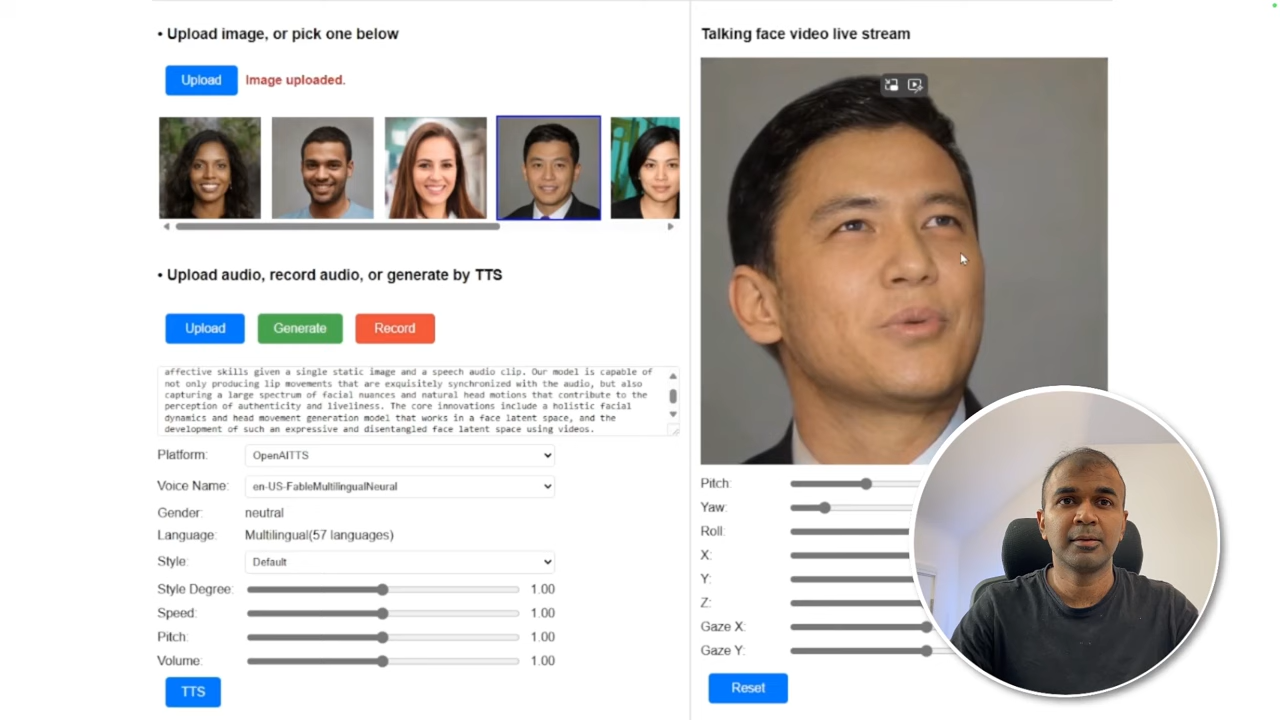 • Upload image, or pick one below
Upload
Image uploaded.
• Upload audio, record audio, or generate by TTS
Upload
Generate
Record
affective skills given a single static image and a speech audio clip. Our model is capable of
not only producing lip movements that are exquisitely synchronized with the audio, but also
capturing a large spectrum of facial nuances and natural head motions that contribute to the
perception of authenticity and liveliness. The core innovations include a holistic facial
dynamics and head movement generation model that works in a face latent space, and the
development of such an expressive and disentangled face latent space using videos.
Platform:
OpenAITTS
Voice Name:
en-US-FableMultilingualNeural
Gender:
neutral
Language:
Multilingual(57 languages)
Style:
Default
Style Degree:
1.00
Speed:
1.00
Pitch:
1.00
Volume:
1.00
TTS
Talking face video live stream
Pitch:
Yaw:
Roll:
X:
Y:
Z:
Gaze X:
Gaze Y:
Reset